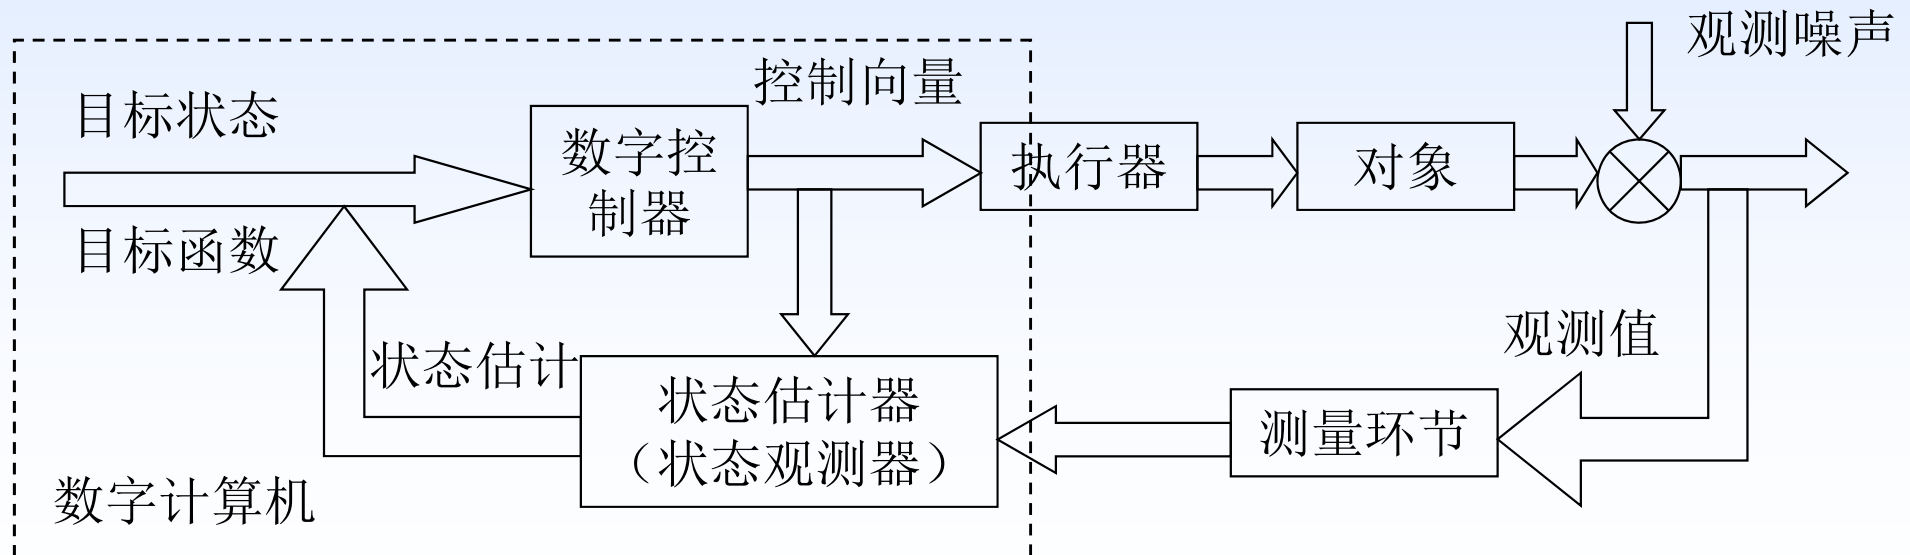 观测噪声
控制向量
目标状态
数字控
制器
执行器
对象
目标函数
观测值
状态估计
状态估计器
（状态观测器）
测量环节
数字计算机